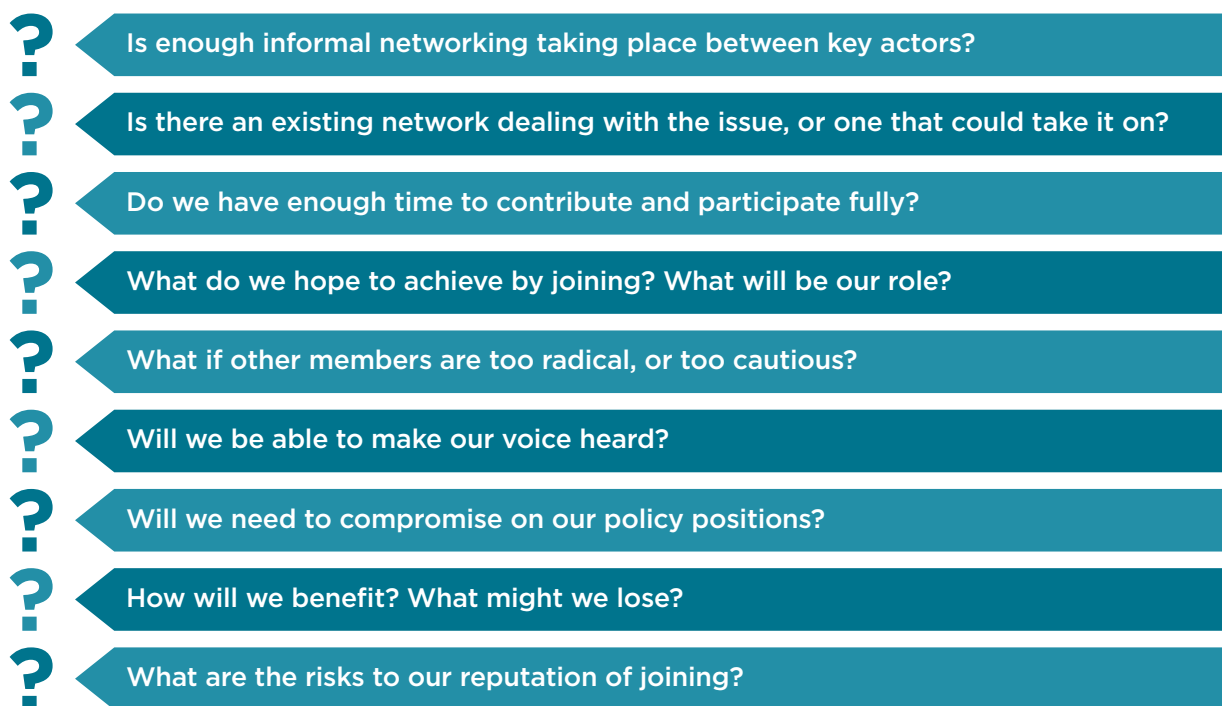 ? Is enough informal networking taking place between key actors?
? Is there an existing network dealing with the issue, or one that could take it on?
? Do we have enough time to contribute and participate fully?
? What do we hope to achieve by joining? What will be our role?
? What if other members are too radical, or too cautious?
? Will we be able to make our voice heard?
? Will we need to compromise on our policy positions?
? How will we benefit? What might we lose?
? What are the risks to our reputation of joining?